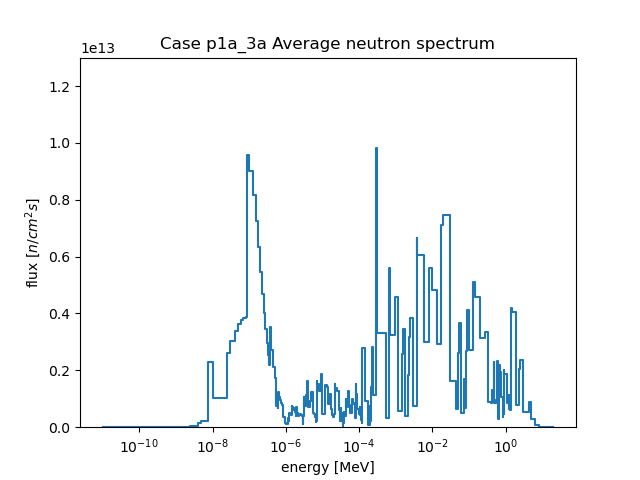 Case p1a_3a Average neutron spectrum
1e13
1.2
1.0
0.8
0.6
0.4
0.2
0.0
flux [n/cm²s]
10⁻¹⁰ 10⁻⁸ 10⁻⁶ 10⁻⁴ 10⁻² 10⁰
energy [MeV]